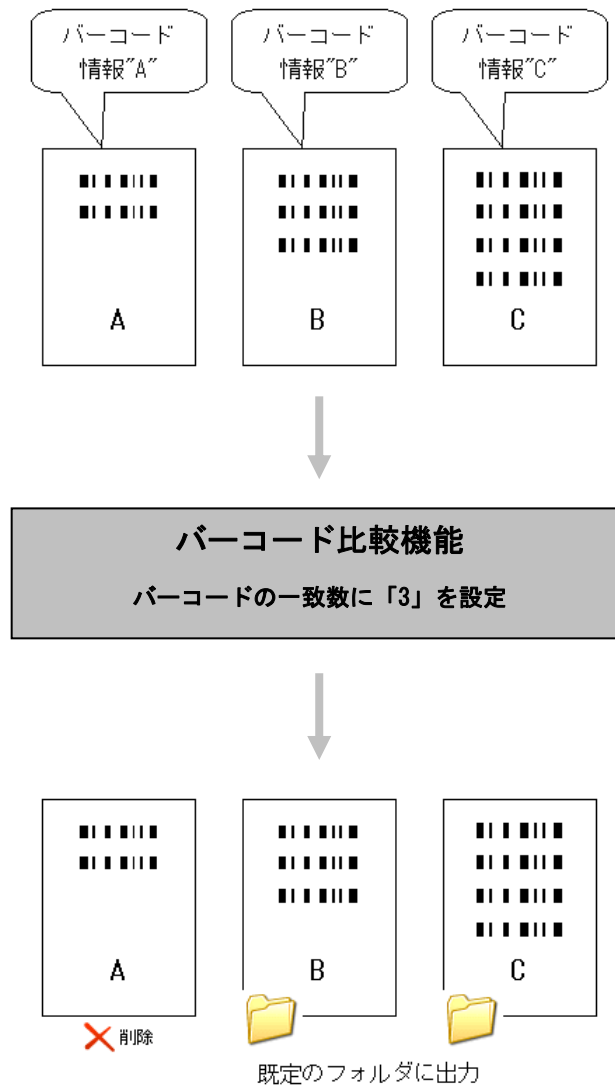 バーコード
情報"A"
バーコード
情報"B"
バーコード
情報"C"
A
B
C
バーコード比較機能
バーコードの一致数に「3」を設定
A
B
C
削除
既定のフォルダに出力